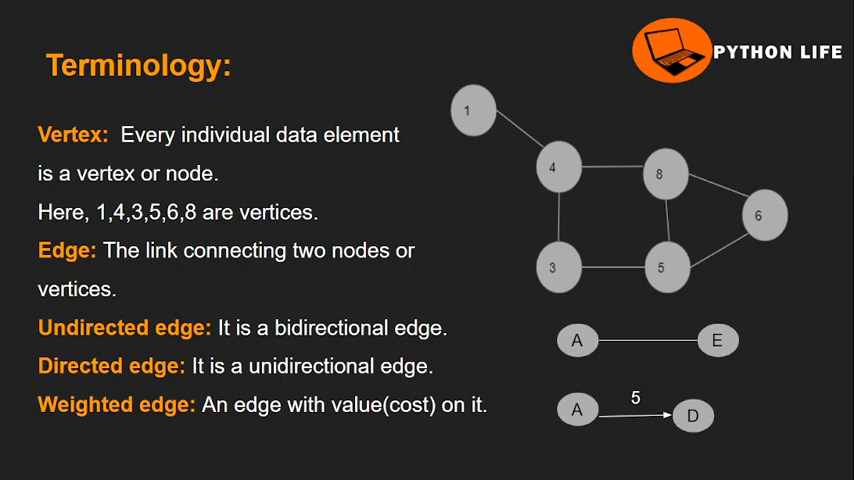 PYTHON LIFE
Terminology:
Vertex: Every individual data element
is a vertex or node.
Here, 1,4,3,5,6,8 are vertices.
Edge: The link connecting two nodes or
vertices.
Undirected edge: It is a bidirectional edge.
Directed edge: It is a unidirectional edge.
Weighted edge: An edge with value(cost) on it.
1
4
8
6
3
5
A
E
5
A
D